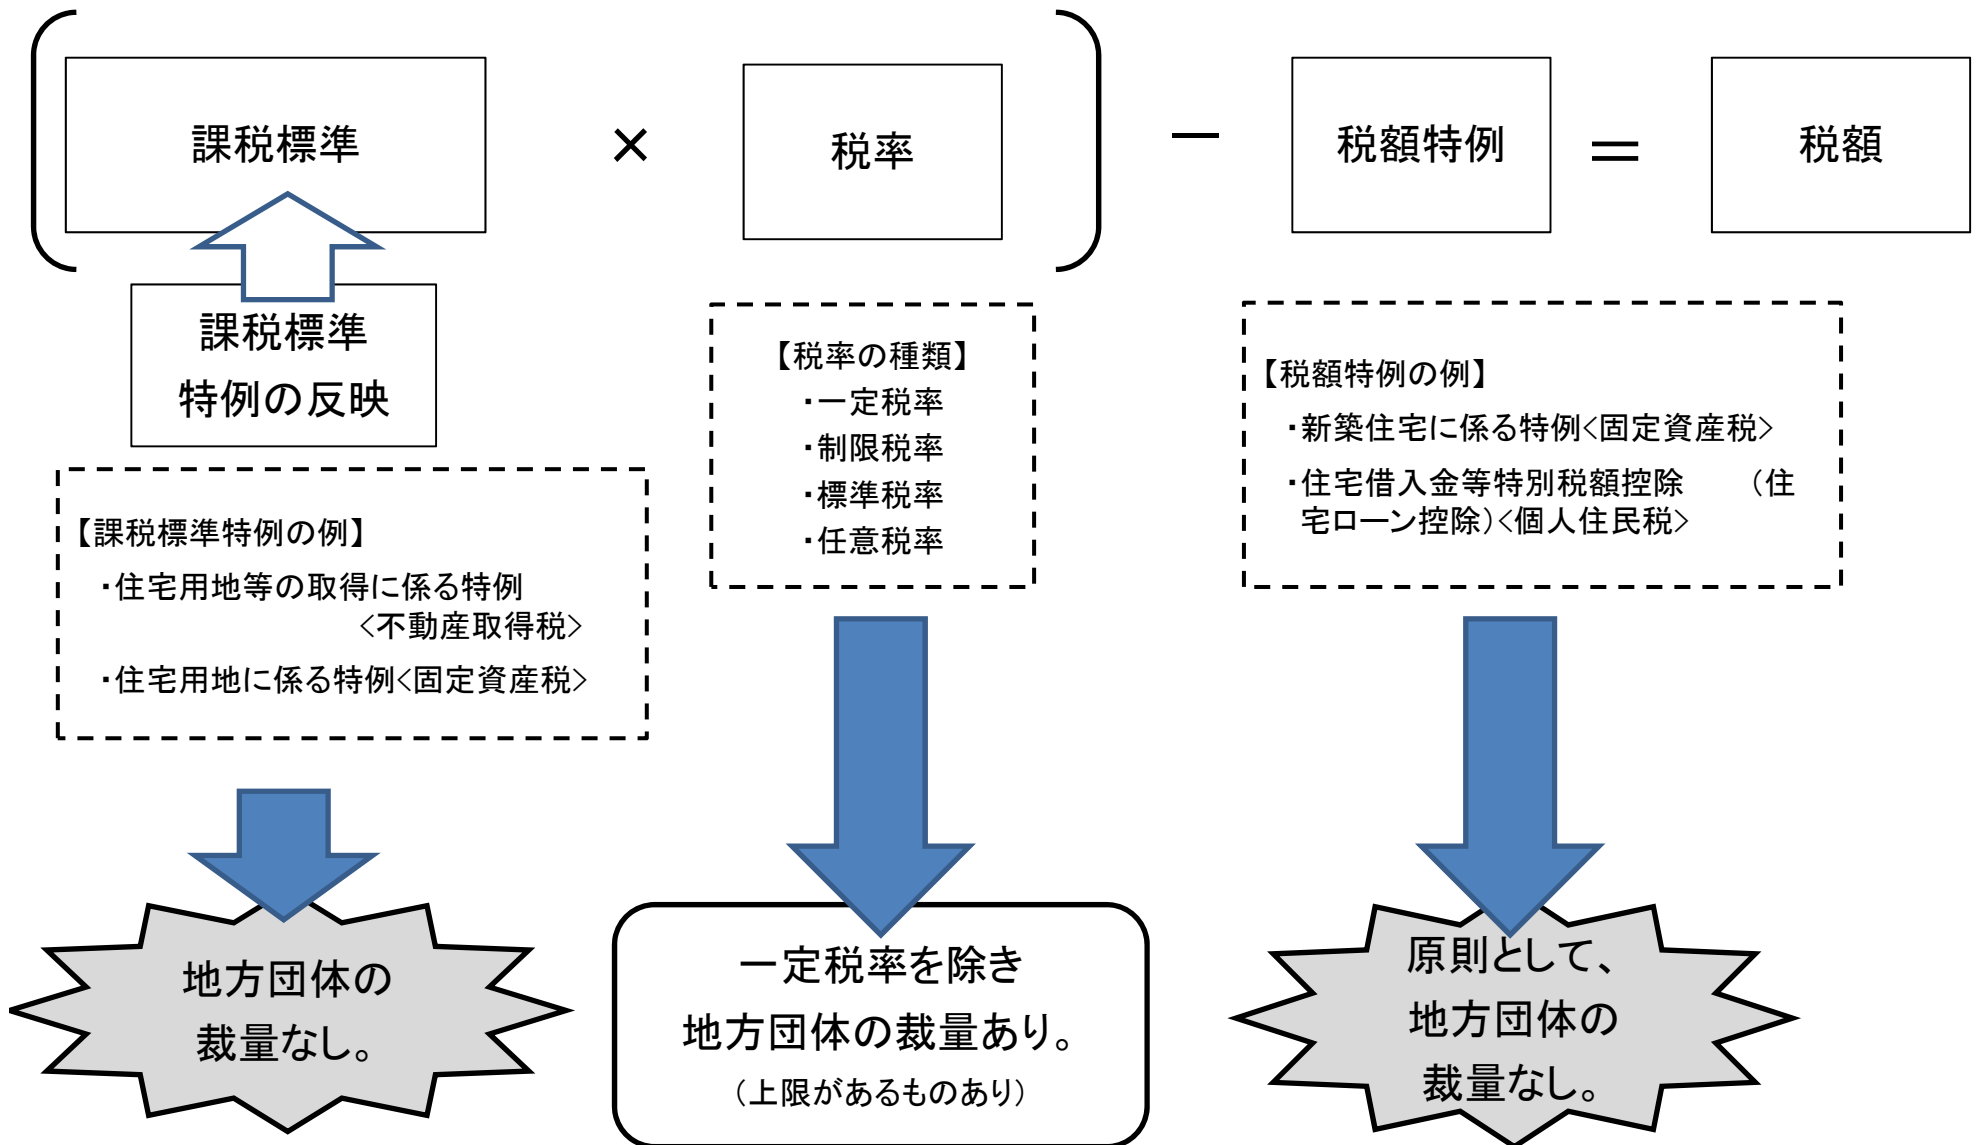 課税標準
×
税率
－
税額特例
＝
税額
課税標準
特例の反映
【課税標準特例の例】
・住宅用地等の取得に係る特例
<不動産取得税>
・住宅用地に係る特例<固定資産税>
【税率の種類】
・一定税率
・制限税率
・標準税率
・任意税率
【税額特例の例】
・新築住宅に係る特例<固定資産税>
・住宅借入金等特別税額控除　　（住
宅ローン控除）<個人住民税>
地方団体の
裁量なし。
一定税率を除き
地方団体の裁量あり。
（上限があるものあり）
原則として、
地方団体の
裁量なし。